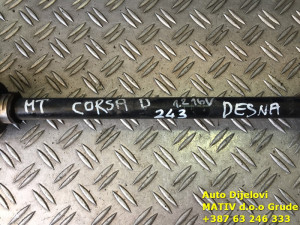 MT CORSA D 1.2 16V DESNA
243
Auto Dijelovi
MATIV d.o.o Grude
+387 63 246 333